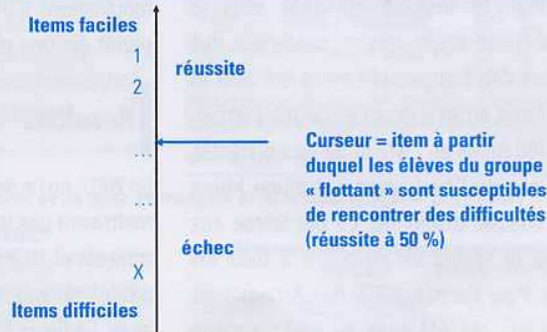 Items faciles
1
réussite
2
Curseur = item à partir
duquel les élèves du groupe
« flottant » sont susceptibles
de rencontrer des difficultés
(réussite à 50 %)
...
...
échec
X
Items difficiles